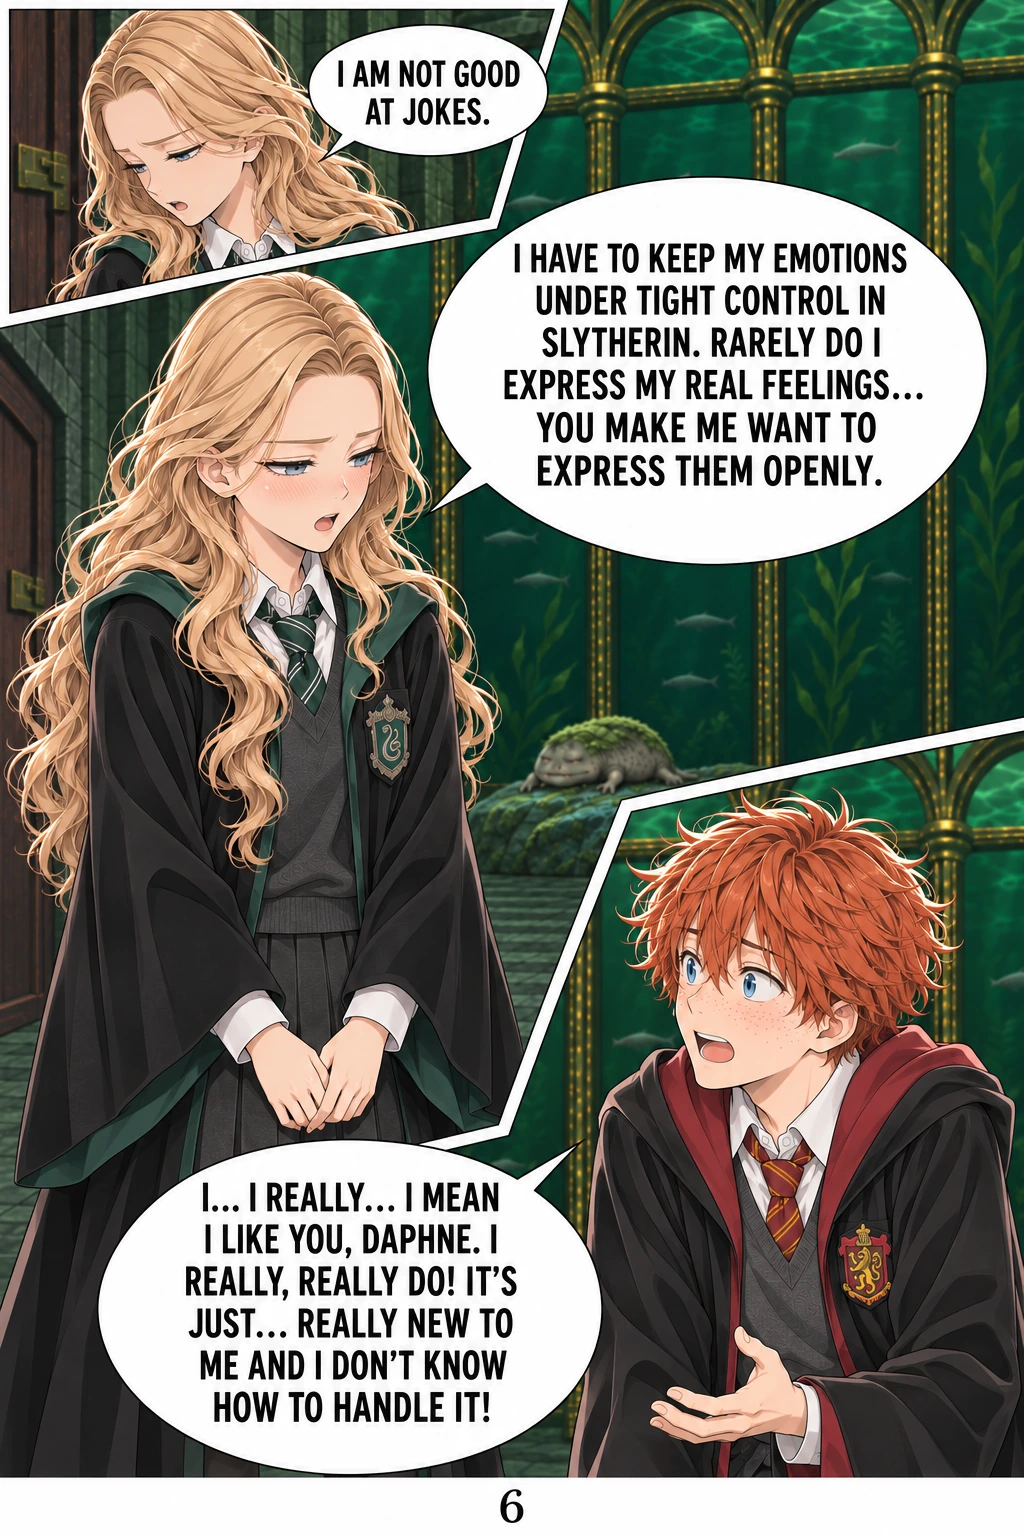 I AM NOT GOOD
AT JOKES.
I HAVE TO KEEP MY EMOTIONS
UNDER TIGHT CONTROL IN
SLYTHERIN. RARELY DO I
EXPRESS MY REAL FEELINGS...
YOU MAKE ME WANT TO
EXPRESS THEM OPENLY.
I... I REALLY... I MEAN
I LIKE YOU, DAPHNE. I
REALLY, REALLY DO! IT'S
JUST... REALLY NEW TO
ME AND I DON'T KNOW
HOW TO HANDLE IT!
6